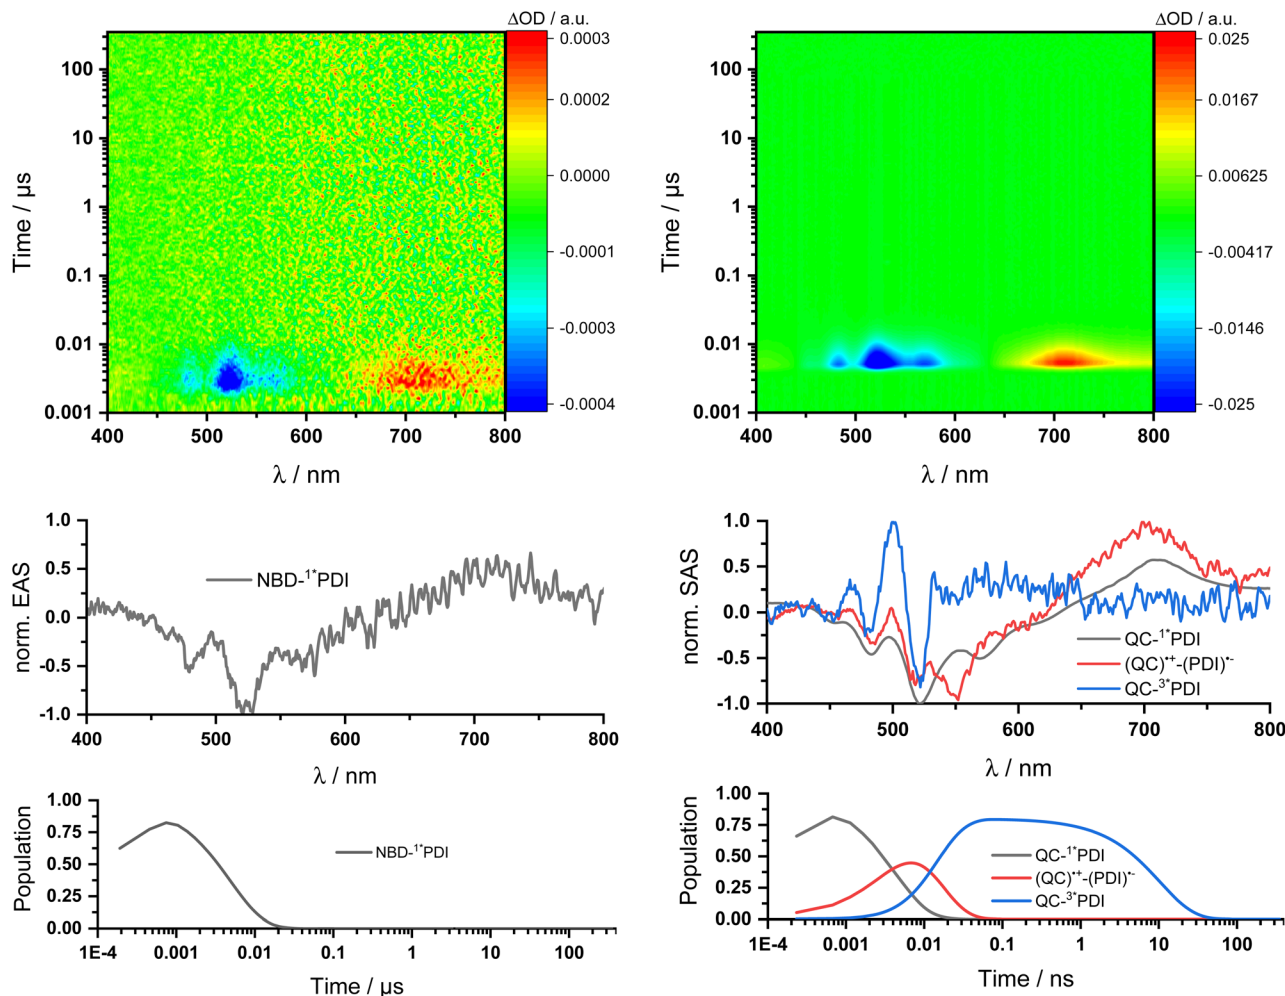 ΔOD / a.u.
0.0003
0.0002
0.0000
-0.0001
-0.0003
-0.0004
100
10
1
0.1
0.01
0.001
Time / µs
400 500 600 700 800
λ / nm
ΔOD / a.u.
0.025
0.0167
0.00625
-0.00417
-0.0146
-0.025
100
10
1
0.1
0.01
0.001
Time / µs
400 500 600 700 800
λ / nm
1.0
0.5
0.0
-0.5
-1.0
norm. EAS
NBD-¹*PDI
400 500 600 700 800
λ / nm
1.0
0.5
0.0
-0.5
-1.0
norm. SAS
QC-¹*PDI
(QC)•⁺-(PDI)•⁻
QC-³*PDI
400 500 600 700 800
λ / nm
1.00
0.75
0.50
0.25
0.00
Population
NBD-¹*PDI
1E-4 0.001 0.01 0.1 1 10 100
Time / µs
1.00
0.75
0.50
0.25
0.00
Population
QC-¹*PDI
(QC)•⁺-(PDI)•⁻
QC-³*PDI
1E-4 0.001 0.01 0.1 1 10 100
Time / ns